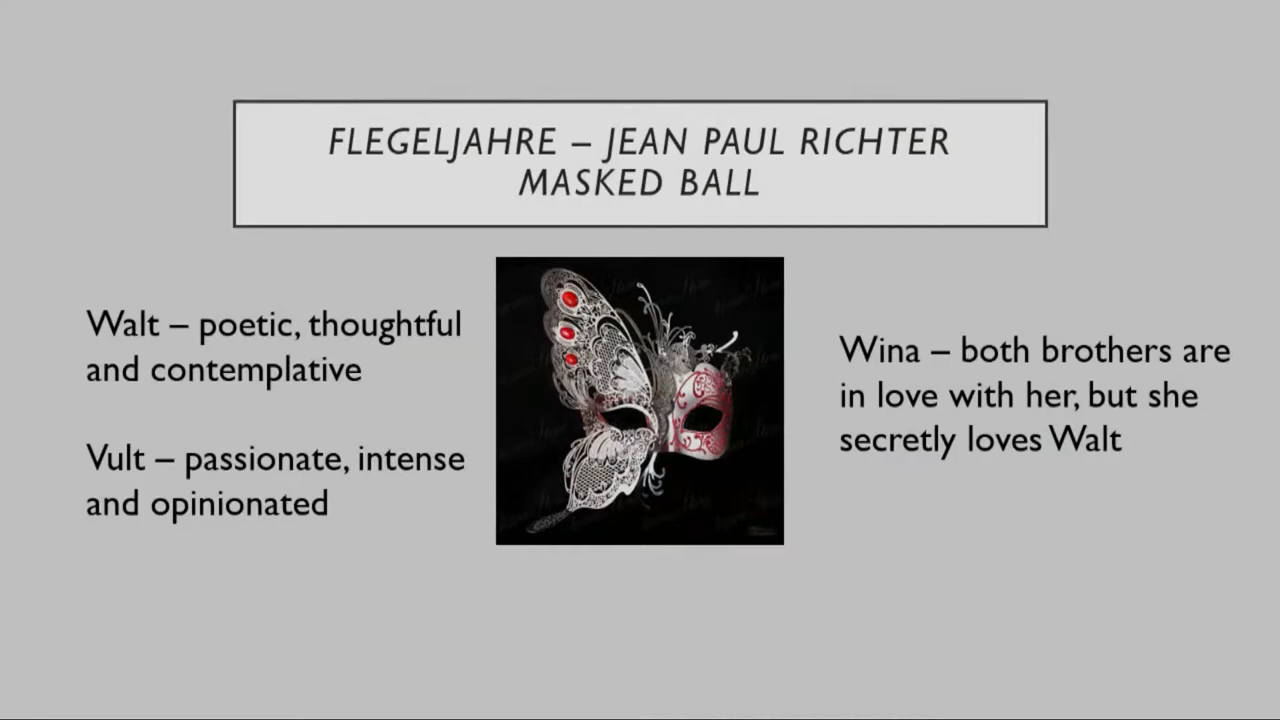 FLEGELJAHRE – JEAN PAUL RICHTER
MASKED BALL
Walt – poetic, thoughtful
and contemplative
Vult – passionate, intense
and opinionated
Wina – both brothers are
in love with her, but she
secretly loves Walt